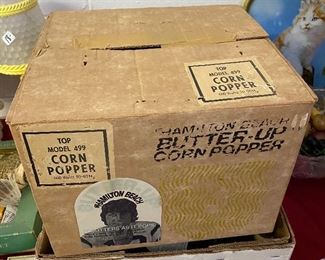 TOP
MODEL 499
CORN
POPPER
TOP
MODEL 499
CORN
POPPER
HAMILTON BEACH
BUTTER-UP
CORN POPPER
HAMILTON BEACH